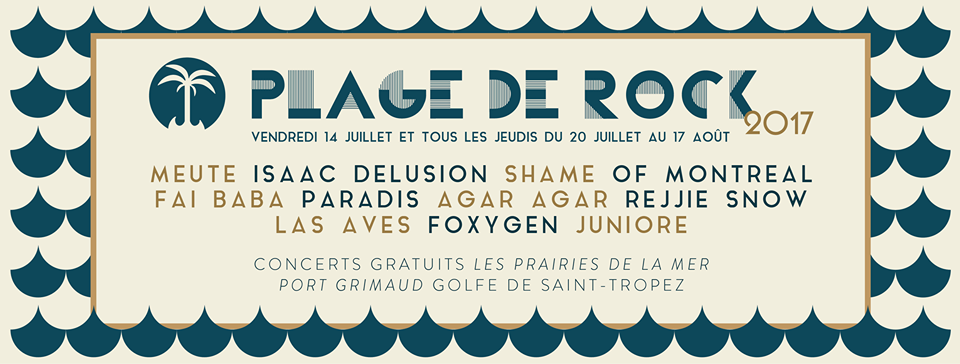 PLAGE DE ROCK
2017
VENDREDI 14 JUILLET ET TOUS LES JEUDIS DU 20 JUILLET AU 17 AOÛT
MEUTE ISAAC DELUSION SHAME OF MONTREAL
FAI BABA PARADIS AGAR AGAR REJJIE SNOW
LAS AVES FOXYGEN JUNIORE
CONCERTS GRATUITS LES PRAIRIES DE LA MER
PORT GRIMAUD GOLFE DE SAINT-TROPEZ